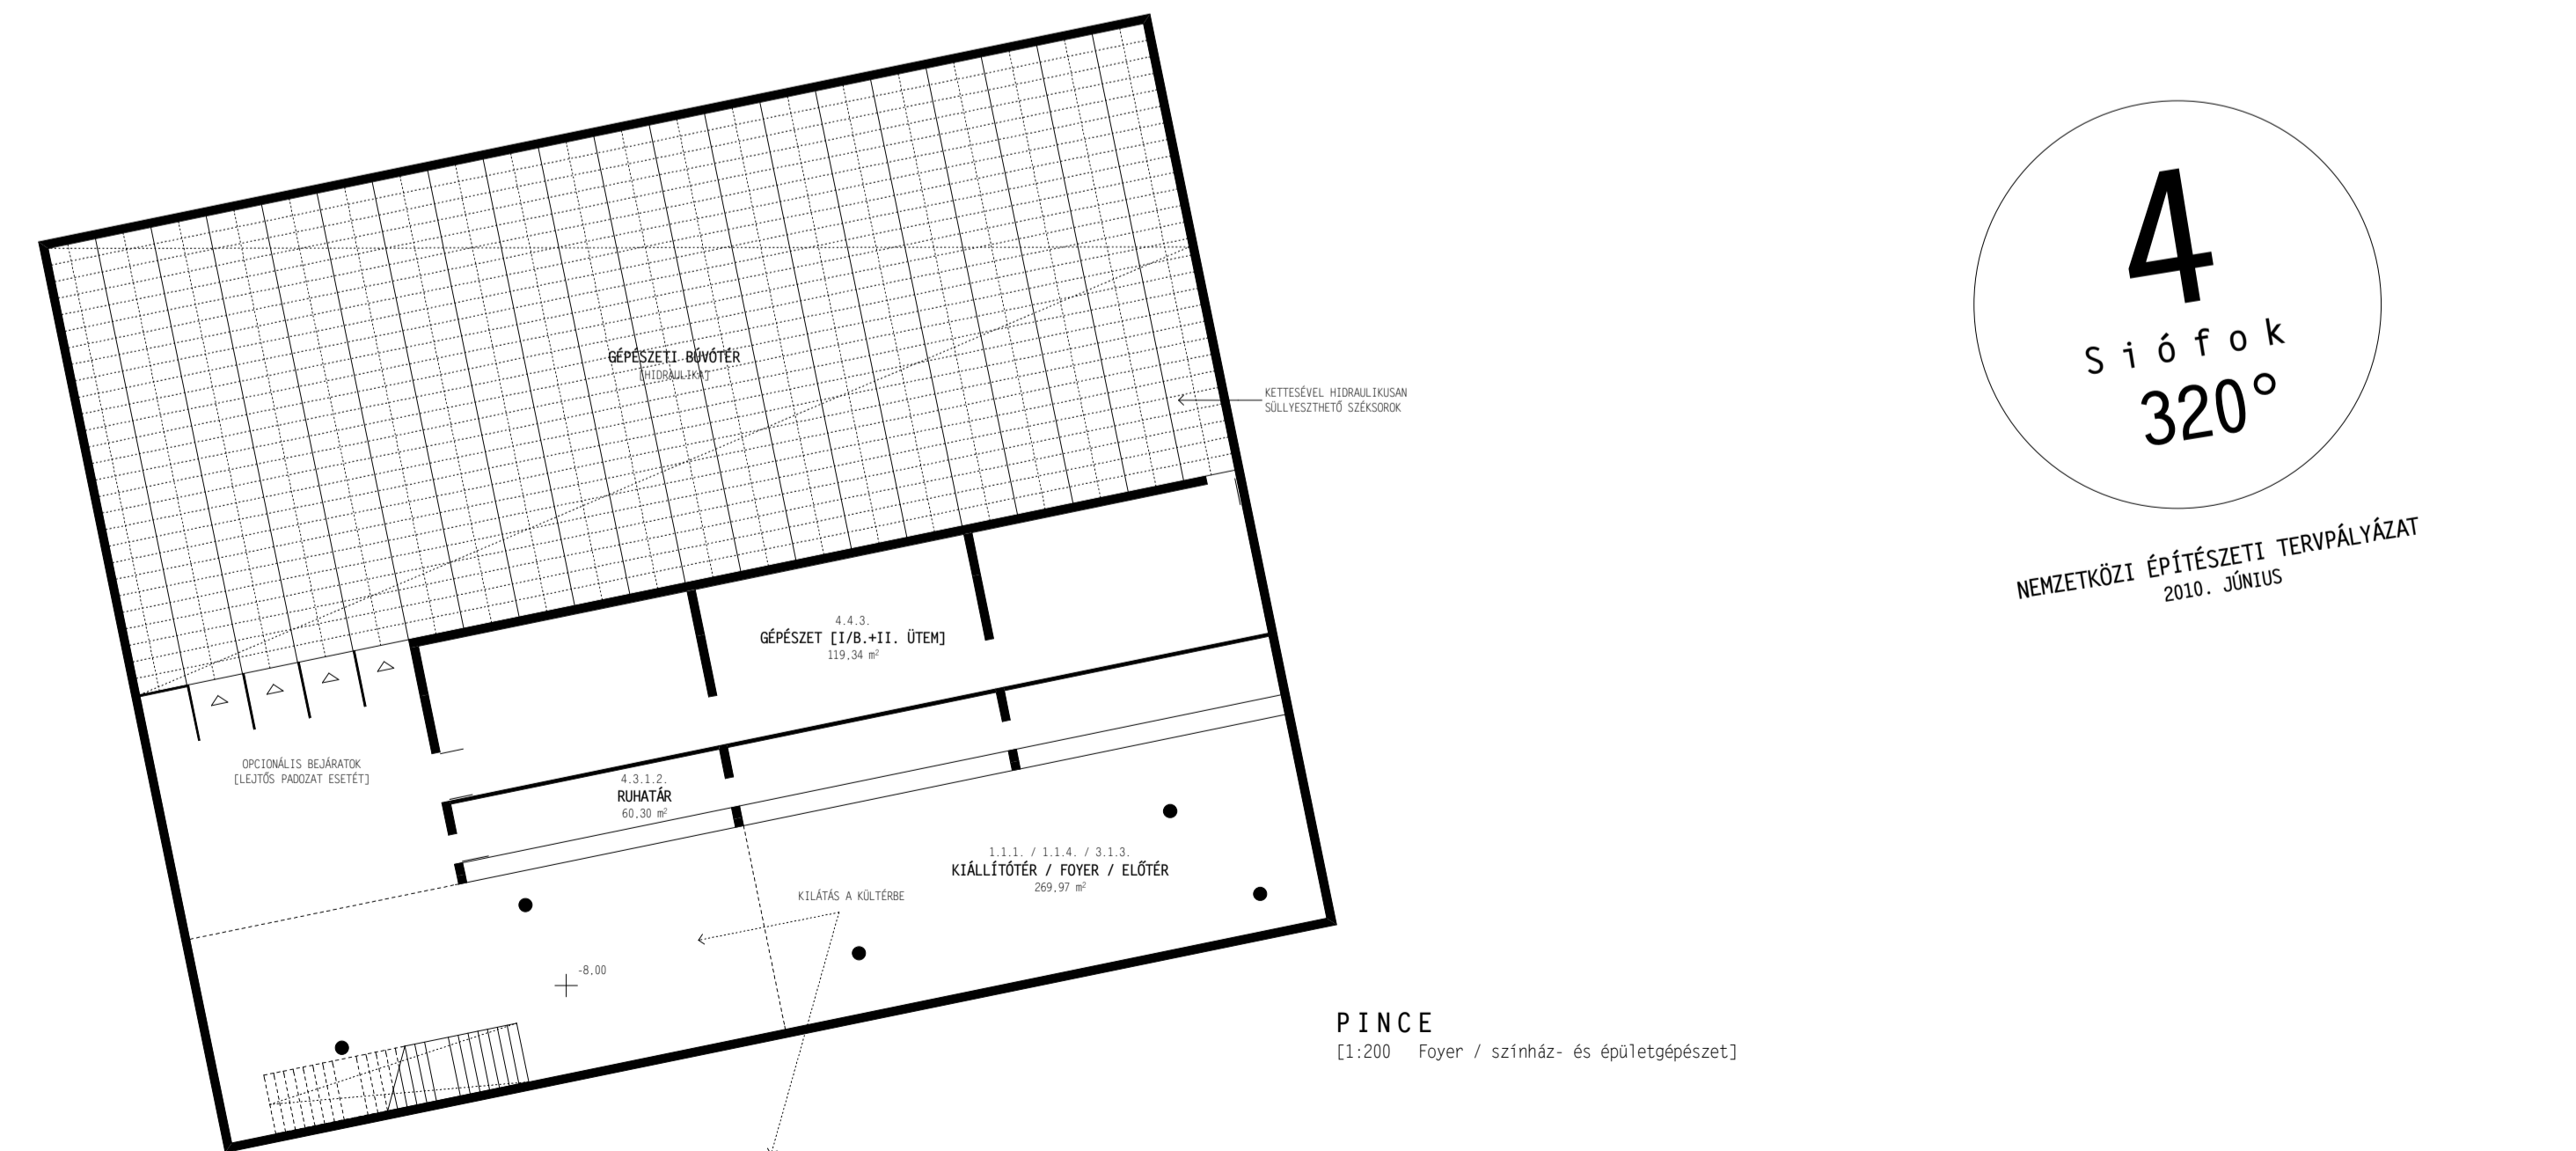 GÉPÉSZETI BÚVÓTÉR
[HIDRAULIKA]
KETTESÉVEL HIDRAULIKUSAN
SÜLLYESZTHETŐ SZÉKSOROK
4.4.3.
GÉPÉSZET [I/B.+II. ÜTEM]
119,34 m²
OPCIONÁLIS BEJÁRATOK
[LEJTŐS PADOZAT ESETÉT]
4.3.1.2.
RUHATÁR
60,30 m²
1.1.1. / 1.1.4. / 3.1.3.
KIÁLLÍTÓTÉR / FOYER / ELŐTÉR
269,97 m²
KILÁTÁS A KÜLTÉRBE
-8,00
PINCE
[1:200 Foyer / színház- és épületgépészet]
4
Siófok
320°
NEMZETKÖZI ÉPÍTÉSZETI TERVPÁLYÁZAT
2010. JÚNIUS